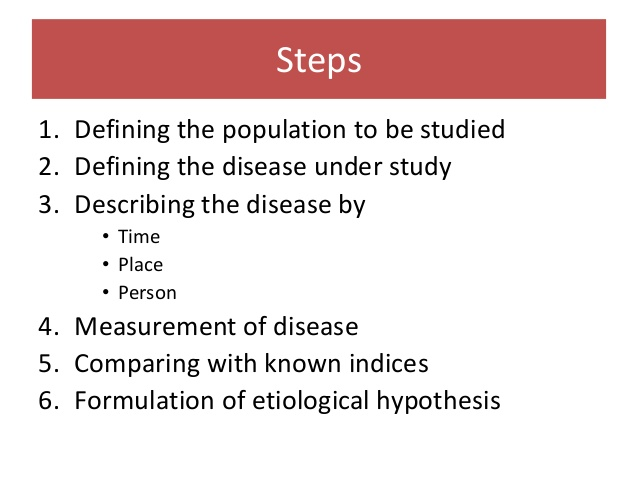 Steps
1. Defining the population to be studied
2. Defining the disease under study
3. Describing the disease by
• Time
• Place
• Person
4. Measurement of disease
5. Comparing with known indices
6. Formulation of etiological hypothesis